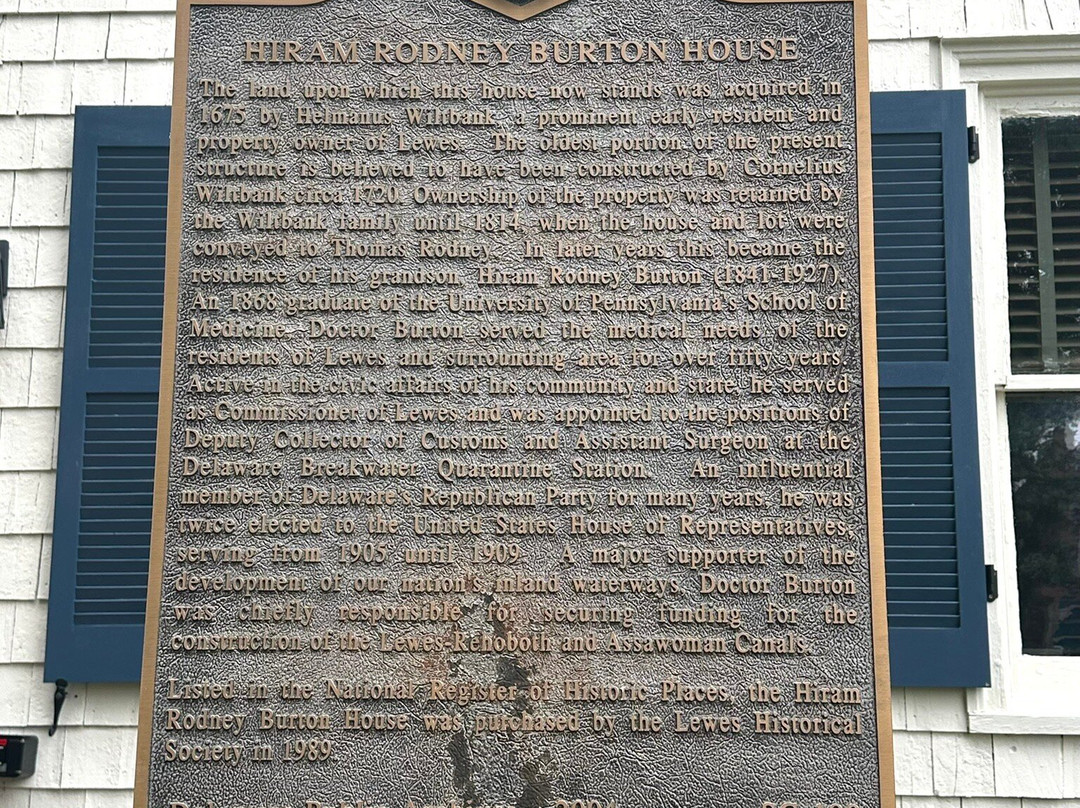 HIRAM RODNEY BURTON HOUSE
The land upon which this house now stands was acquired in
1675 by Helmanus Wiltbank, a prominent early resident and
property owner of Lewes. The oldest portion of the present
structure is believed to have been constructed by Cornelius
Wiltbank circa 1720. Ownership of the property was retained by
the Wiltbank family until 1814, when the house and lot were
conveyed to Thomas Rodney. In later years this became the
residence of his grandson, Hiram Rodney Burton (1841-1927).
An 1868 graduate of the University of Pennsylvania's School of
Medicine, Doctor Burton served the medical needs of the
residents of Lewes and surrounding area for over fifty years.
Active in the civic affairs of his community and state, he served
as Commissioner of Lewes and was appointed to the positions of
Deputy Collector of Customs and Assistant Surgeon at the
Delaware Breakwater Quarantine Station. An influential
member of Delaware's Republican Party for many years, he was
twice elected to the United States House of Representatives,
serving from 1905 until 1909. A major supporter of the
development of our nation's inland waterways, Doctor Burton
was chiefly responsible for securing funding for the
construction of the Lewes-Rehoboth and Assawoman Canals.
Listed in the National Register of Historic Places, the Hiram
Rodney Burton House was purchased by the Lewes Historical
Society in 1989.